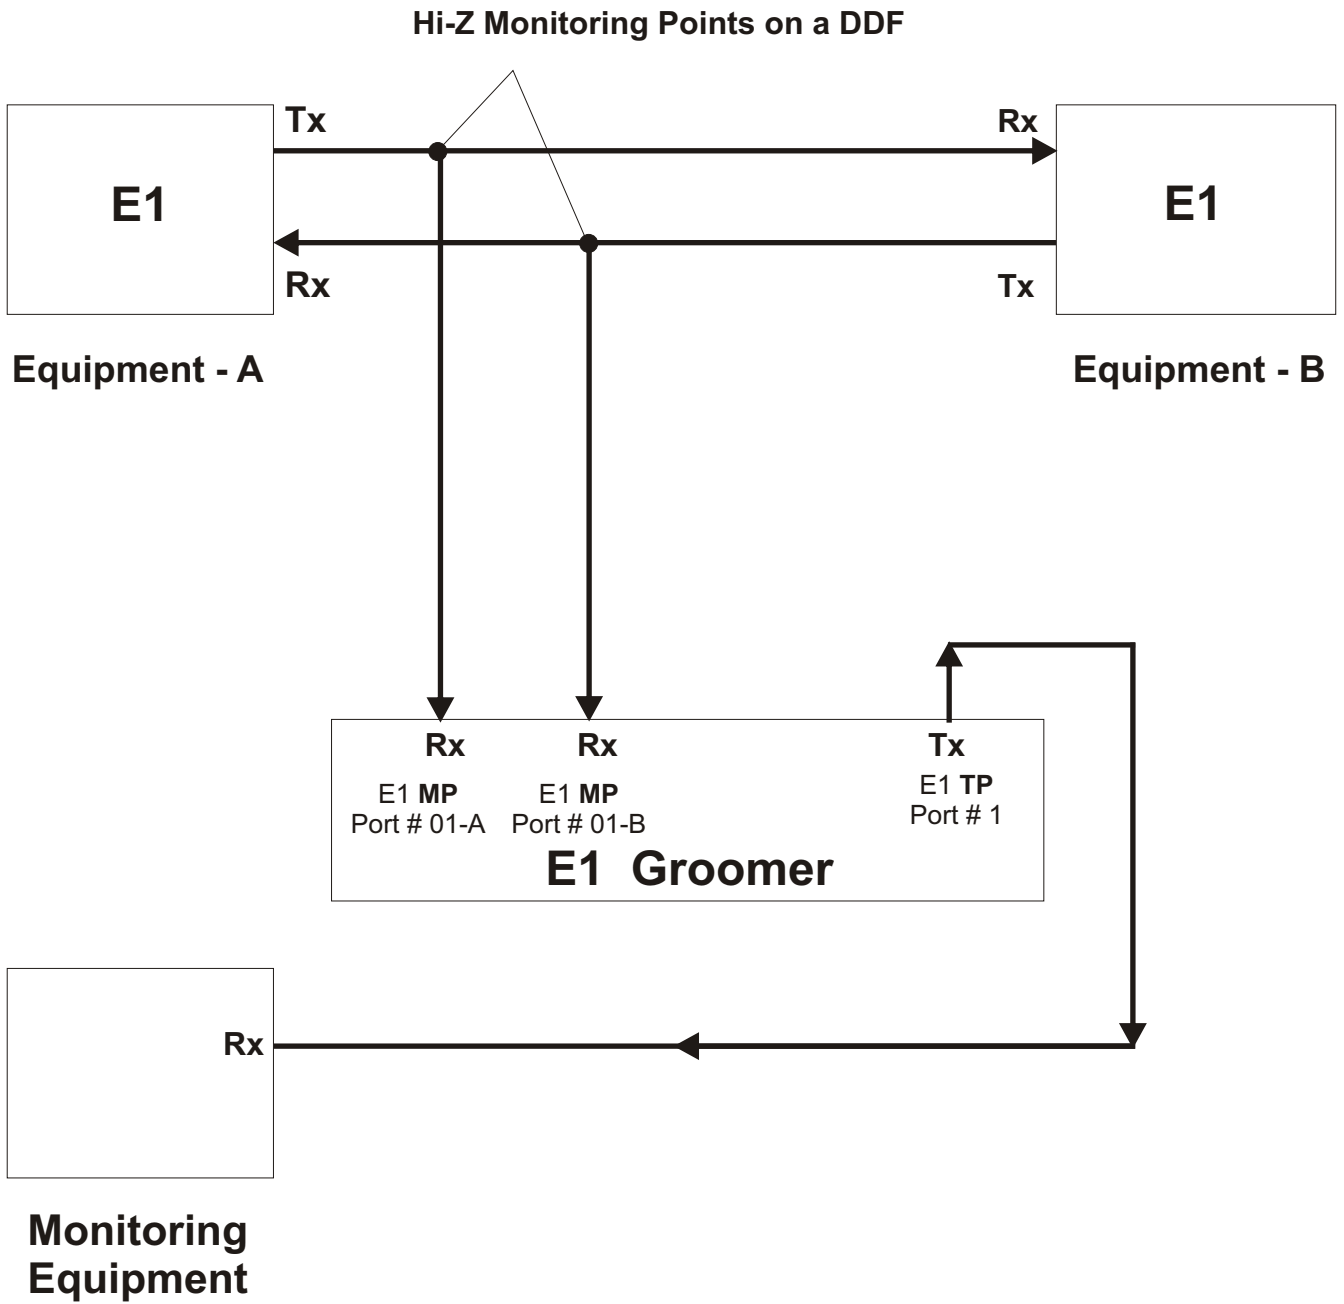 Hi-Z Monitoring Points on a DDF
Tx
Rx
E1
E1
Rx
Tx
Equipment - A
Equipment - B
Rx
Rx
Tx
E1 MP
Port # 01-A
E1 MP
Port # 01-B
E1 TP
Port # 1
E1 Groomer
Rx
Monitoring
Equipment